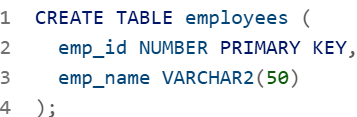 1 CREATE TABLE employees (
2   emp_id NUMBER PRIMARY KEY,
3   emp_name VARCHAR2(50)
4 );